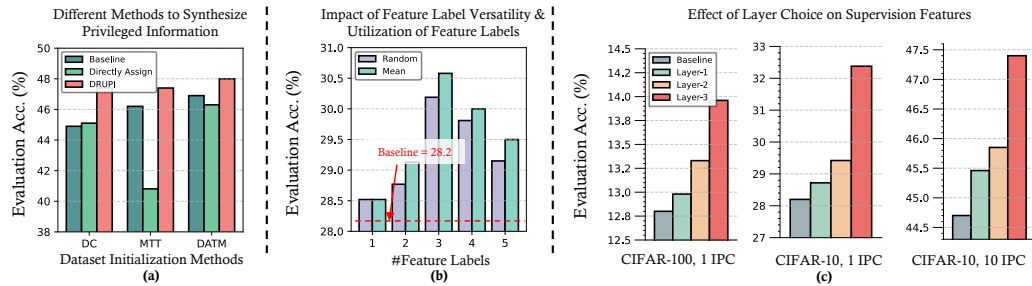 Different Methods to Synthesize
Privileged Information
Evaluation Acc. (%)
50
48
46
44
42
40
38
Baseline
Directly Assign
DRUPI
DC
MTT
DATM
Dataset Initialization Methods
(a)
Impact of Feature Label Versatility &
Utilization of Feature Labels
Evaluation Acc. (%)
31.0
30.5
30.0
29.5
29.0
28.5
28.0
Random
Mean
Baseline = 28.2
1
2
3
4
5
#Feature Labels
(b)
Effect of Layer Choice on Supervision Features
Evaluation Acc. (%)
14.5
14.2
14.0
13.8
13.5
13.2
13.0
12.8
12.5
Baseline
Layer-1
Layer-2
Layer-3
CIFAR-100, 1 IPC
33
32
31
30
29
28
27
CIFAR-10, 1 IPC
47.5
47.0
46.5
46.0
45.5
45.0
44.5
CIFAR-10, 10 IPC
(c)